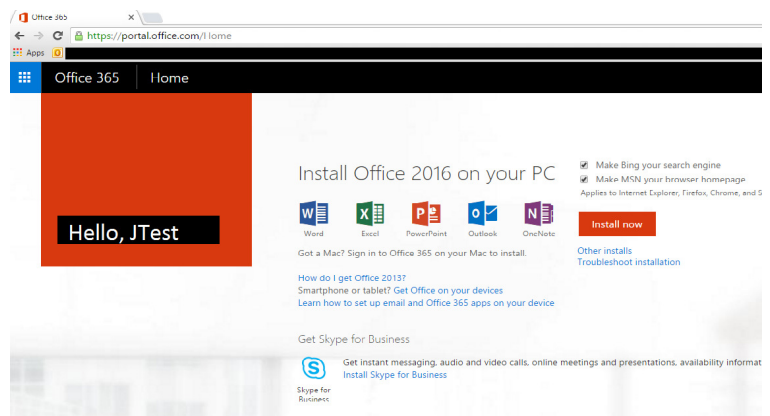 Office 365
https://portal.office.com/Home
Apps
Office 365 Home
Hello, JTest
Install Office 2016 on your PC
Word Excel PowerPoint Outlook OneNote
Got a Mac? Sign in to Office 365 on your Mac to install.
How do I get Office 2013?
Smartphone or tablet? Get Office on your devices
Learn how to set up email and Office 365 apps on your device
Make Bing your search engine
Make MSN your browser homepage
Applies to Internet Explorer, Firefox, Chrome, and S
Install now
Other installs
Troubleshoot installation
Get Skype for Business
S
Skype for
Business
Get instant messaging, audio and video calls, online meetings and presentations, availability informat
Install Skype for Business